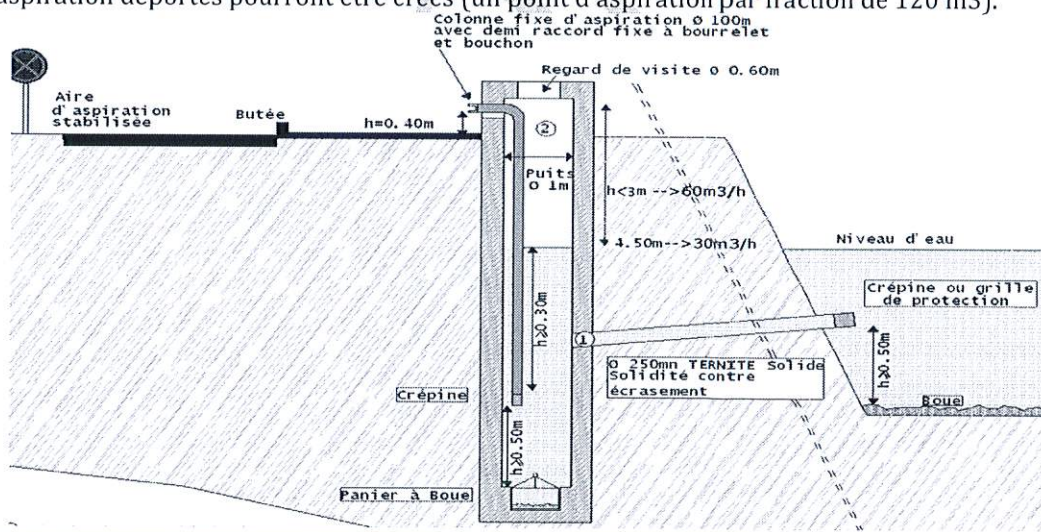 aspiration déportés pourront être créés (un point d'aspiration par fraction de 120 m3).
Colonne fixe d'aspiration Ø 100m
avec demi raccord fixe à bourrelet
et bouchon
Regard de visite Ø 0.60m
Aire
d'aspiration
stabilisée
Butée
h=0.40m
②
Puits
Ø 1m
h<3m -->60m3/h
4.50m-->30m3/h
Niveau d'eau
Crépine ou grille
de protection
h≥0.30m
①
Ø 250mn TERNITE Solide
Solidité contre
écrasement
h≥0.50m
Boue
Crépine
h≥0.50m
Panier à Boue